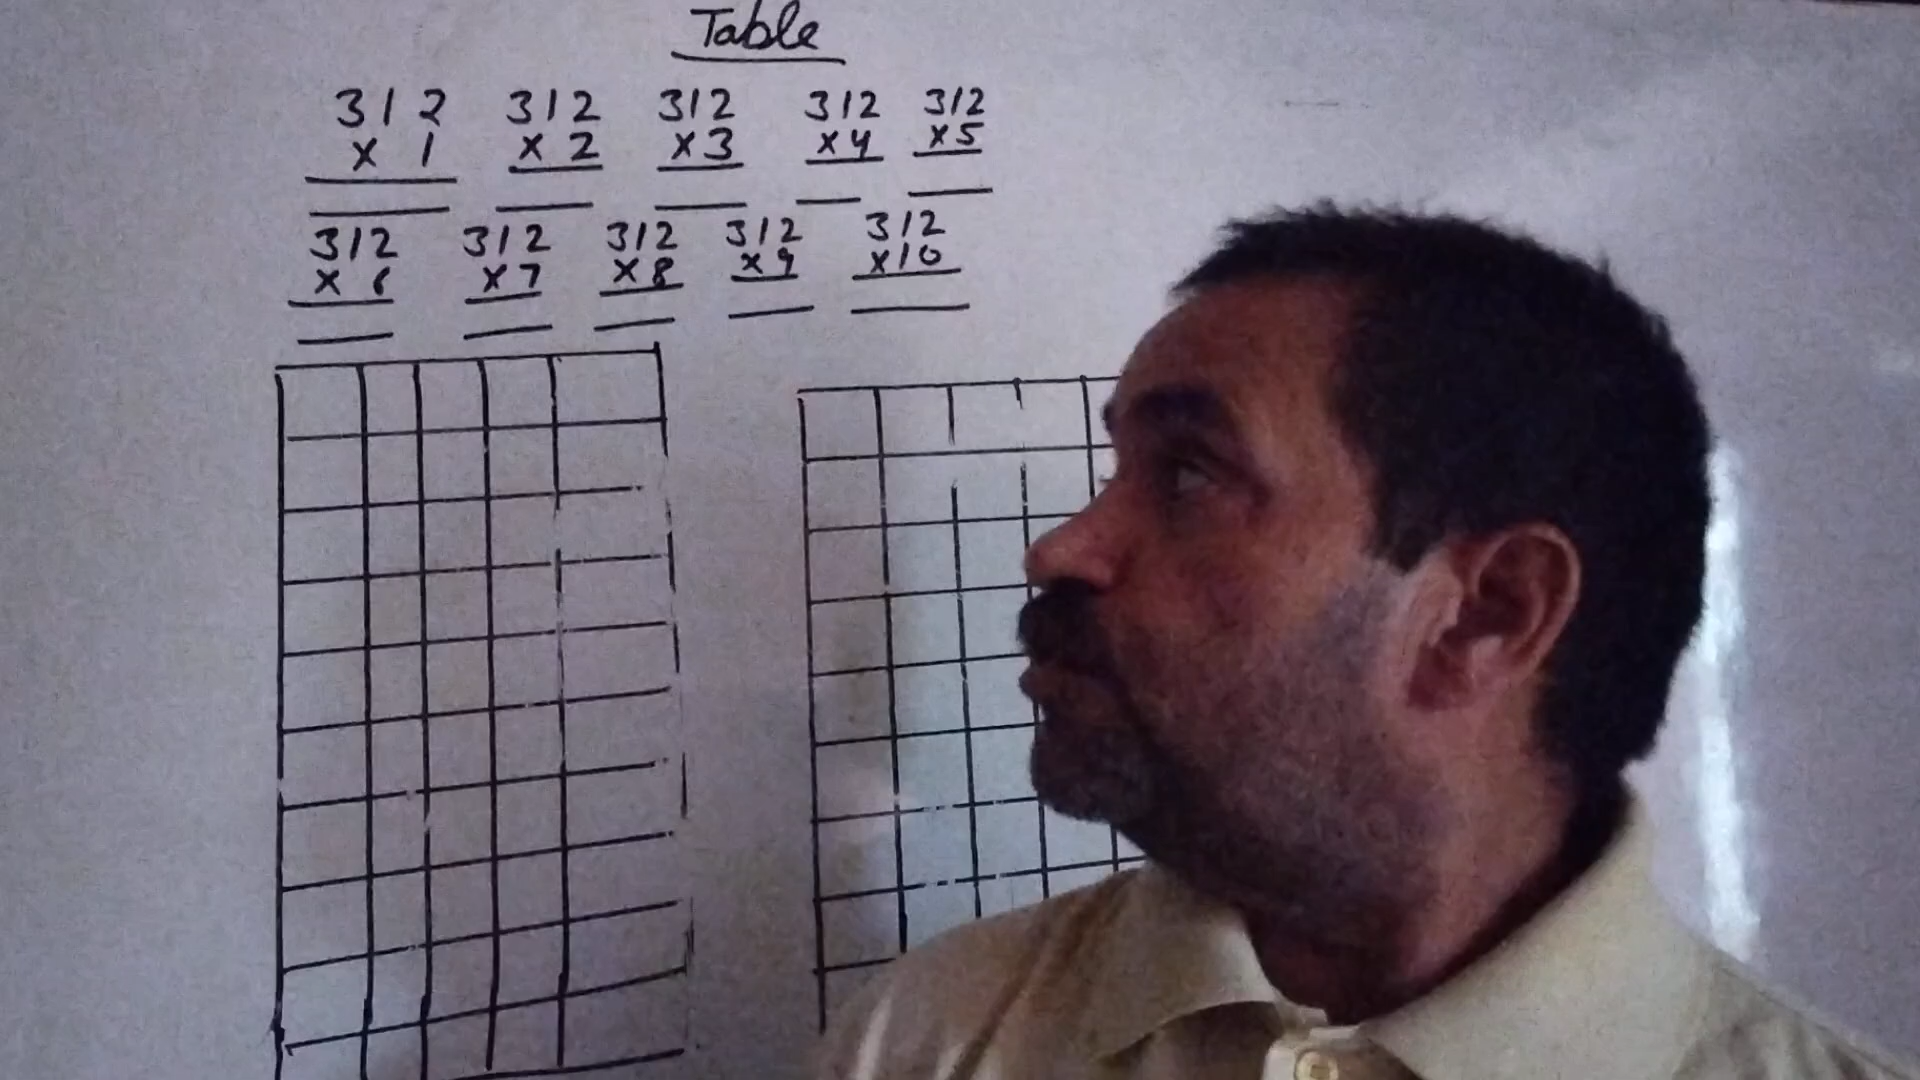 Table
312 312 312 312 312
x 1 x 2 x3 x4 x5
312 312 312 312 312
x 6 x7 x8 x9 x10